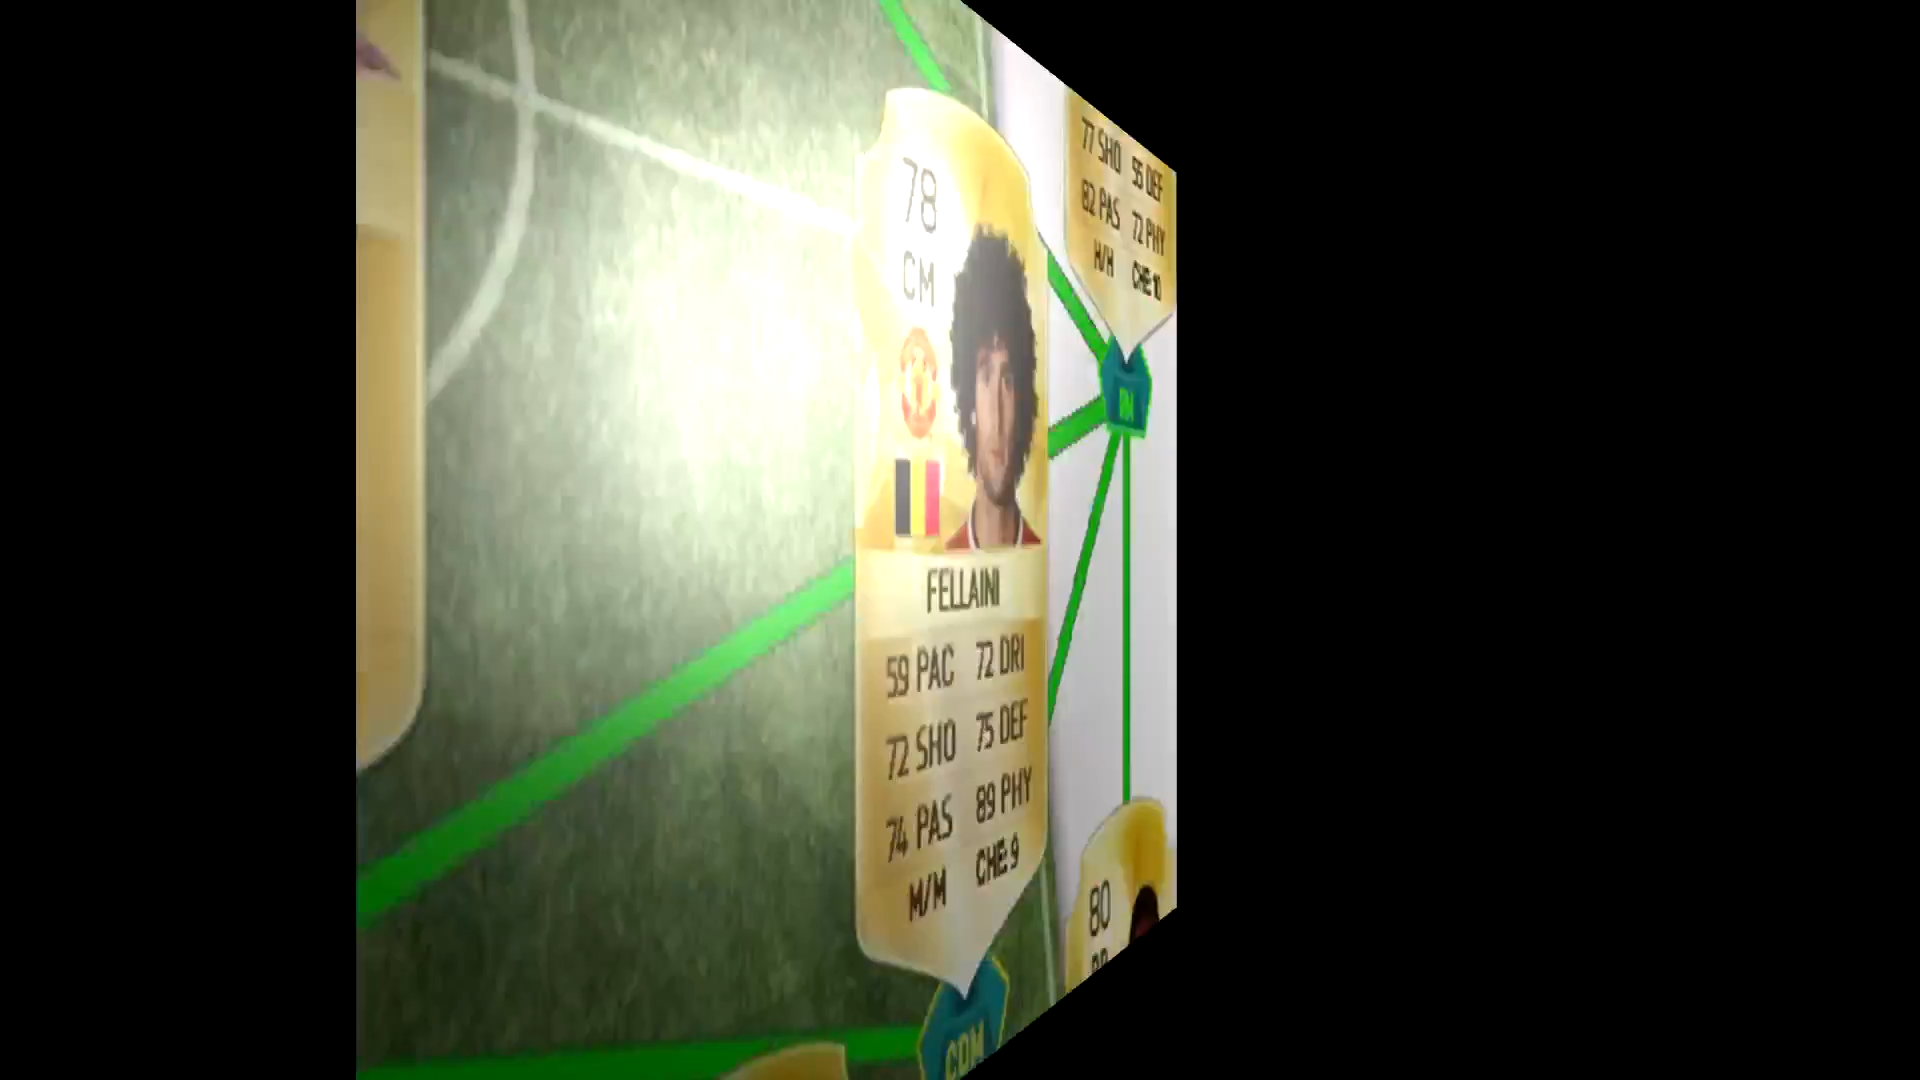 78
CM
FELLAINI
59 PAC 72 DRI
72 SHO 75 DEF
74 PAS 89 PHY
M/M CHE: 9
CDM
77 SHO 55 DEF
82 PAS 72 PHY
H/H CHE: 10
RM
80